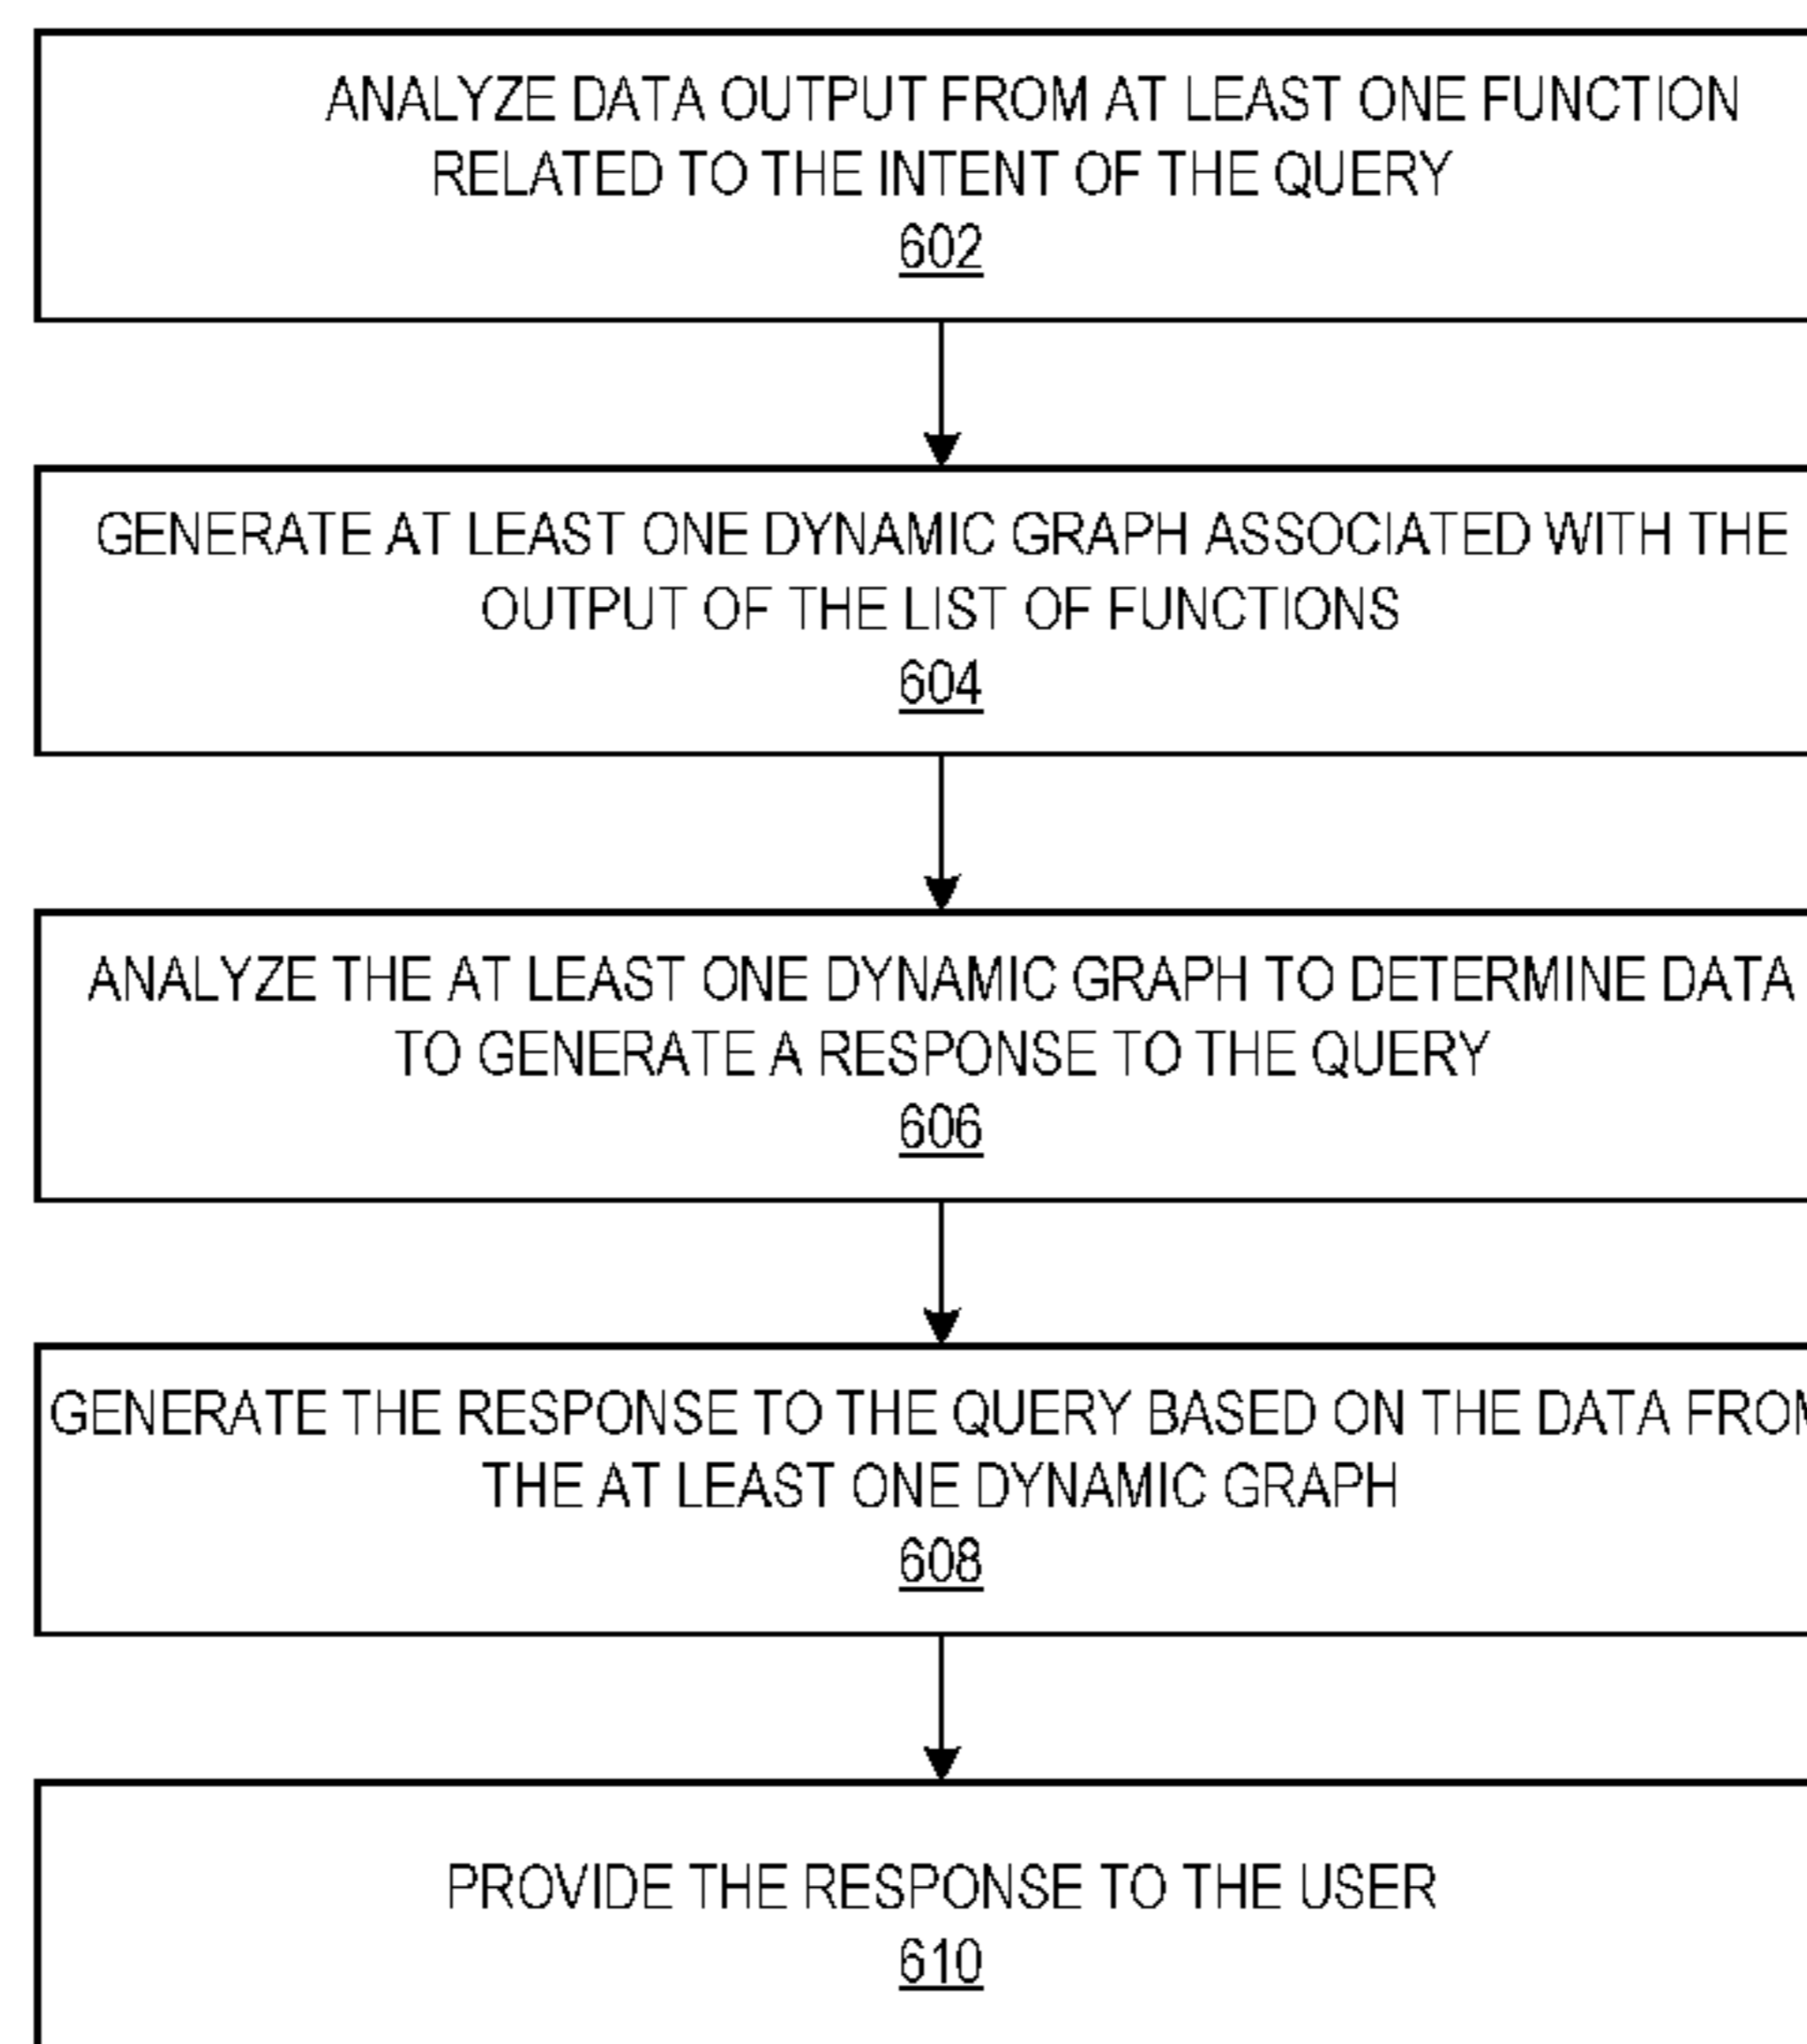 ANALYZE DATA OUTPUT FROM AT LEAST ONE FUNCTION
RELATED TO THE INTENT OF THE QUERY
602
GENERATE AT LEAST ONE DYNAMIC GRAPH ASSOCIATED WITH THE
OUTPUT OF THE LIST OF FUNCTIONS
604
ANALYZE THE AT LEAST ONE DYNAMIC GRAPH TO DETERMINE DATA
TO GENERATE A RESPONSE TO THE QUERY
606
GENERATE THE RESPONSE TO THE QUERY BASED ON THE DATA FROM
THE AT LEAST ONE DYNAMIC GRAPH
608
PROVIDE THE RESPONSE TO THE USER
610